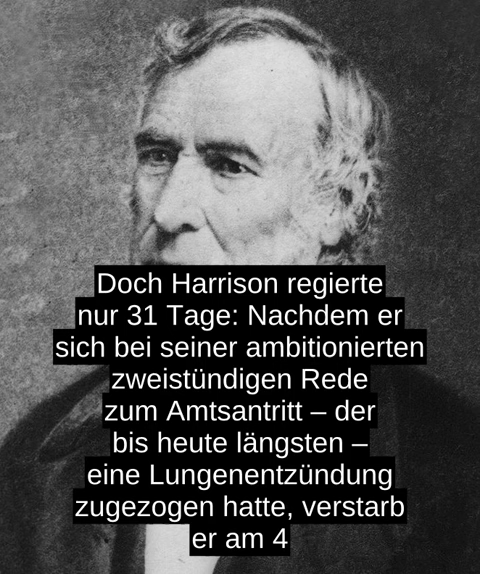 Doch Harrison regierte
nur 31 Tage: Nachdem er
sich bei seiner ambitionierten
zweistündigen Rede
zum Amtsantritt – der
bis heute längsten –
eine Lungenentzündung
zugezogen hatte, verstarb
er am 4